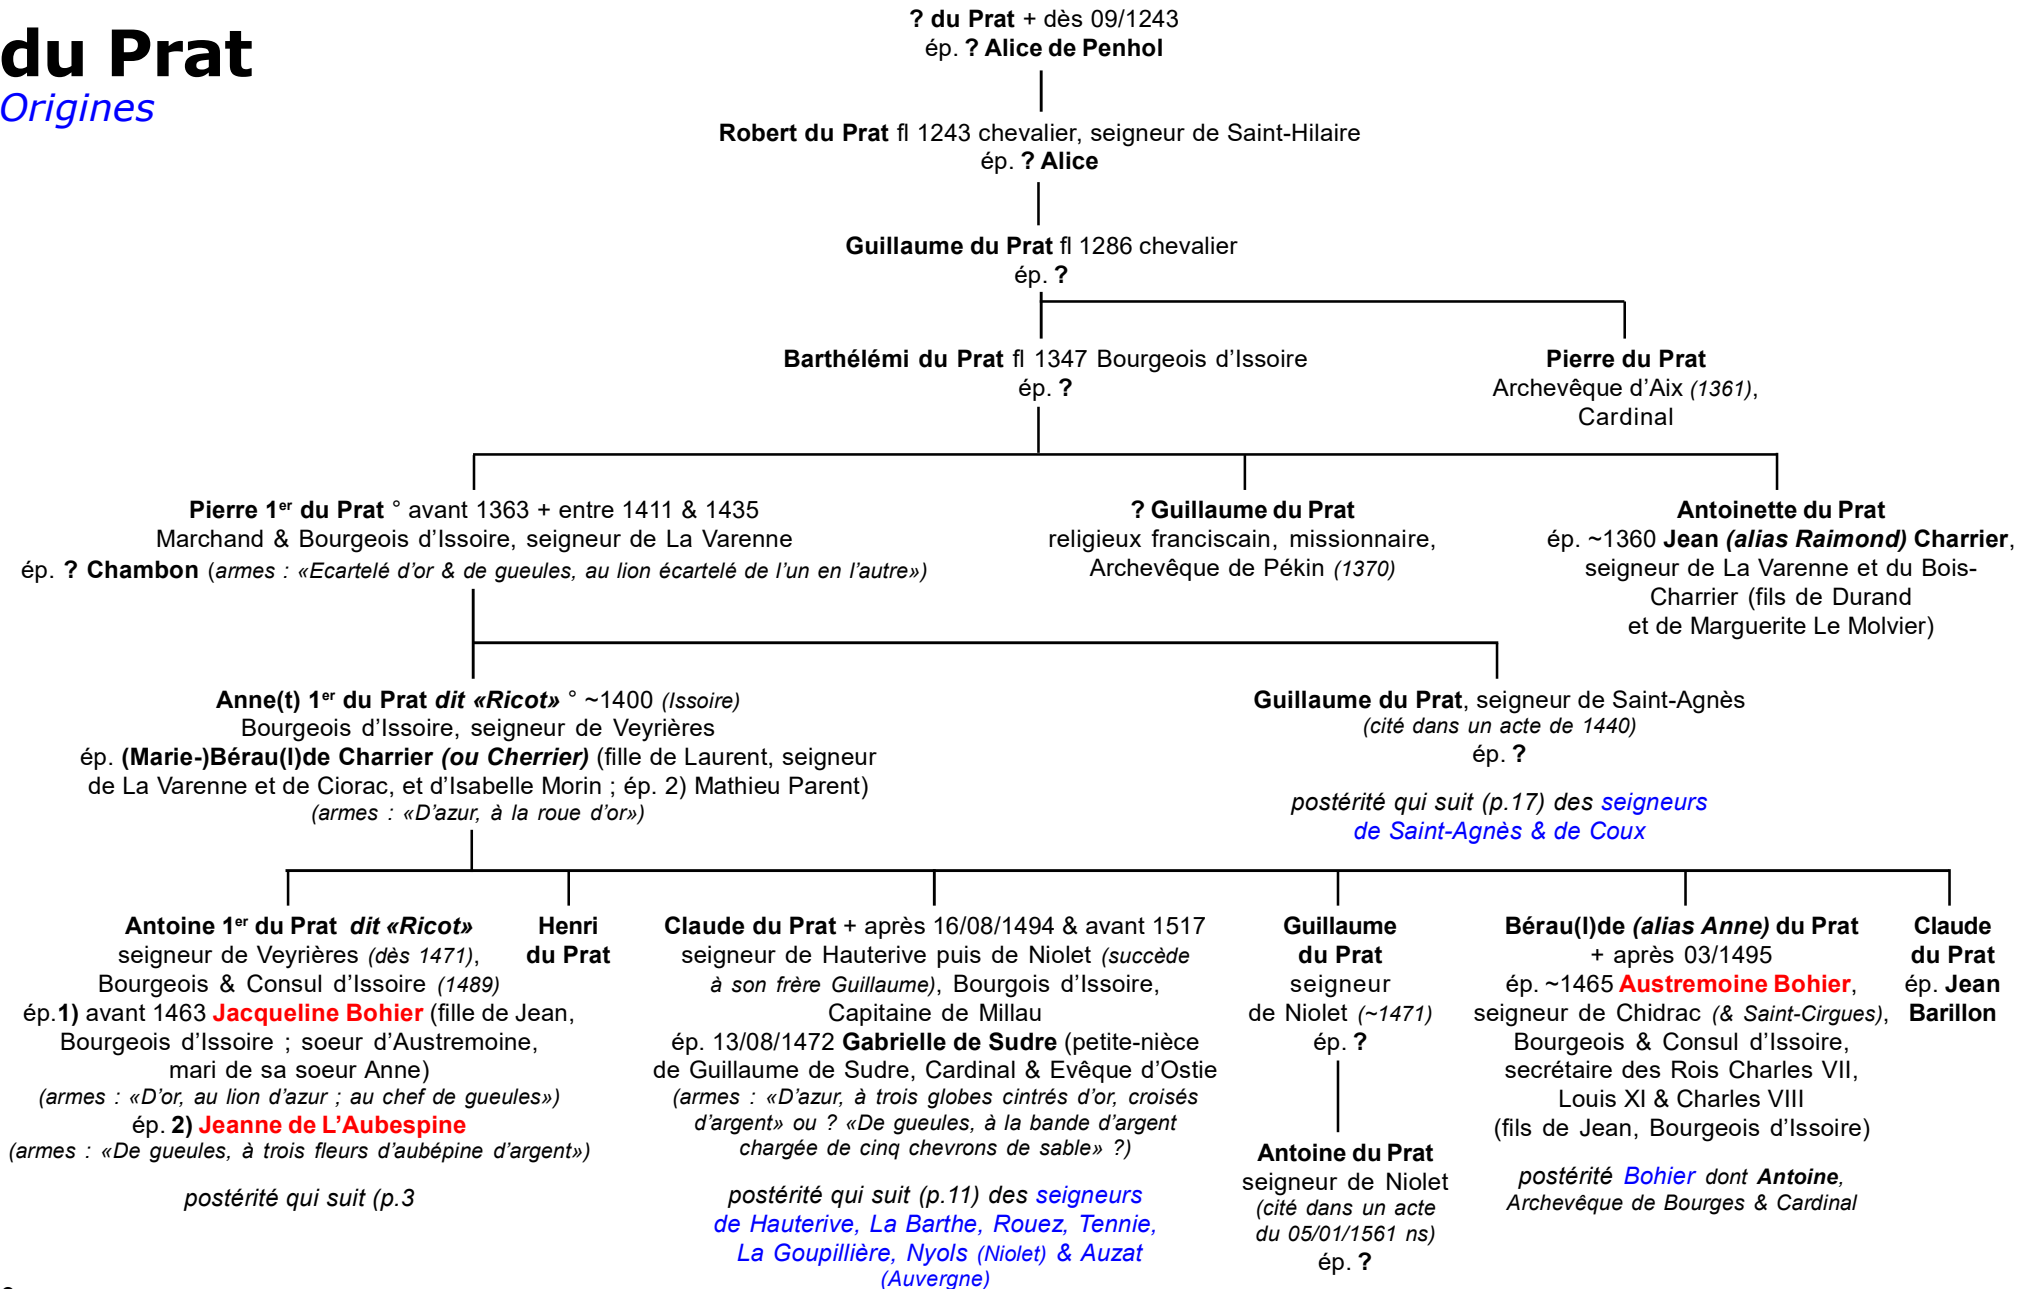 du Prat
Origines
? du Prat + dès 09/1243
ép. ? Alice de Penhol
Robert du Prat fl 1243 chevalier, seigneur de Saint-Hilaire
ép. ? Alice
Guillaume du Prat fl 1286 chevalier
ép. ?
Barthélémi du Prat fl 1347 Bourgeois d’Issoire
ép. ?
Pierre du Prat
Archevêque d’Aix (1361),
Cardinal
Pierre 1er du Prat ° avant 1363 + entre 1411 & 1435
Marchand & Bourgeois d’Issoire, seigneur de La Varenne
ép. ? Chambon (armes : «Ecartelé d’or & de gueules, au lion écartelé de l’un en l’autre»)
? Guillaume du Prat
religieux franciscain, missionnaire,
Archevêque de Pékin (1370)
Antoinette du Prat
ép. ~1360 Jean (alias Raimond) Charrier,
seigneur de La Varenne et du Bois-
Charrier (fils de Durand
et de Marguerite Le Molvier)
Anne(t) 1er du Prat dit «Ricot» ° ~1400 (Issoire)
Bourgeois d’Issoire, seigneur de Veyrières
ép. (Marie-)Bérau(l)de Charrier (ou Cherrier) (fille de Laurent, seigneur
de La Varenne et de Ciorac, et d’Isabelle Morin ; ép. 2) Mathieu Parent)
(armes : «D’azur, à la roue d’or»)
Guillaume du Prat, seigneur de Saint-Agnès
(cité dans un acte de 1440)
ép. ?
postérité qui suit (p.17) des seigneurs
de Saint-Agnès & de Coux
Antoine 1er du Prat dit «Ricot»
seigneur de Veyrières (dès 1471),
Bourgeois & Consul d’Issoire (1489)
ép.1) avant 1463 Jacqueline Bohier (fille de Jean,
Bourgeois d’Issoire ; soeur d’Austremoine,
mari de sa soeur Anne)
(armes : «D’or, au lion d’azur ; au chef de gueules»)
ép. 2) Jeanne de L’Aubespine
(armes : «De gueules, à trois fleurs d’aubépine d’argent»)
postérité qui suit (p.3
Henri
du Prat
Claude du Prat + après 16/08/1494 & avant 1517
seigneur de Hauterive puis de Niolet (succède
à son frère Guillaume), Bourgois d’Issoire,
Capitaine de Millau
ép. 13/08/1472 Gabrielle de Sudre (petite-nièce
de Guillaume de Sudre, Cardinal & Evêque d’Ostie
(armes : «D’azur, à trois globes cintrés d’or, croisés
d’argent» ou ? «De gueules, à la bande d’argent
chargée de cinq chevrons de sable» ?)
postérité qui suit (p.11) des seigneurs
de Hauterive, La Barthe, Rouez, Tennie,
La Goupillière, Nyols (Niolet) & Auzat
(Auvergne)
Guillaume
du Prat
seigneur
de Niolet (~1471)
ép. ?
Antoine du Prat
seigneur de Niolet
(cité dans un acte
du 05/01/1561 ns)
ép. ?
Bérau(l)de (alias Anne) du Prat
+ après 03/1495
ép. ~1465 Austremoine Bohier,
seigneur de Chidrac (& Saint-Cirgues),
Bourgeois & Consul d’Issoire,
secrétaire des Rois Charles VII,
Louis XI & Charles VIII
(fils de Jean, Bourgeois d’Issoire)
postérité Bohier dont Antoine,
Archevêque de Bourges & Cardinal
Claude
du Prat
ép. Jean
Barillon